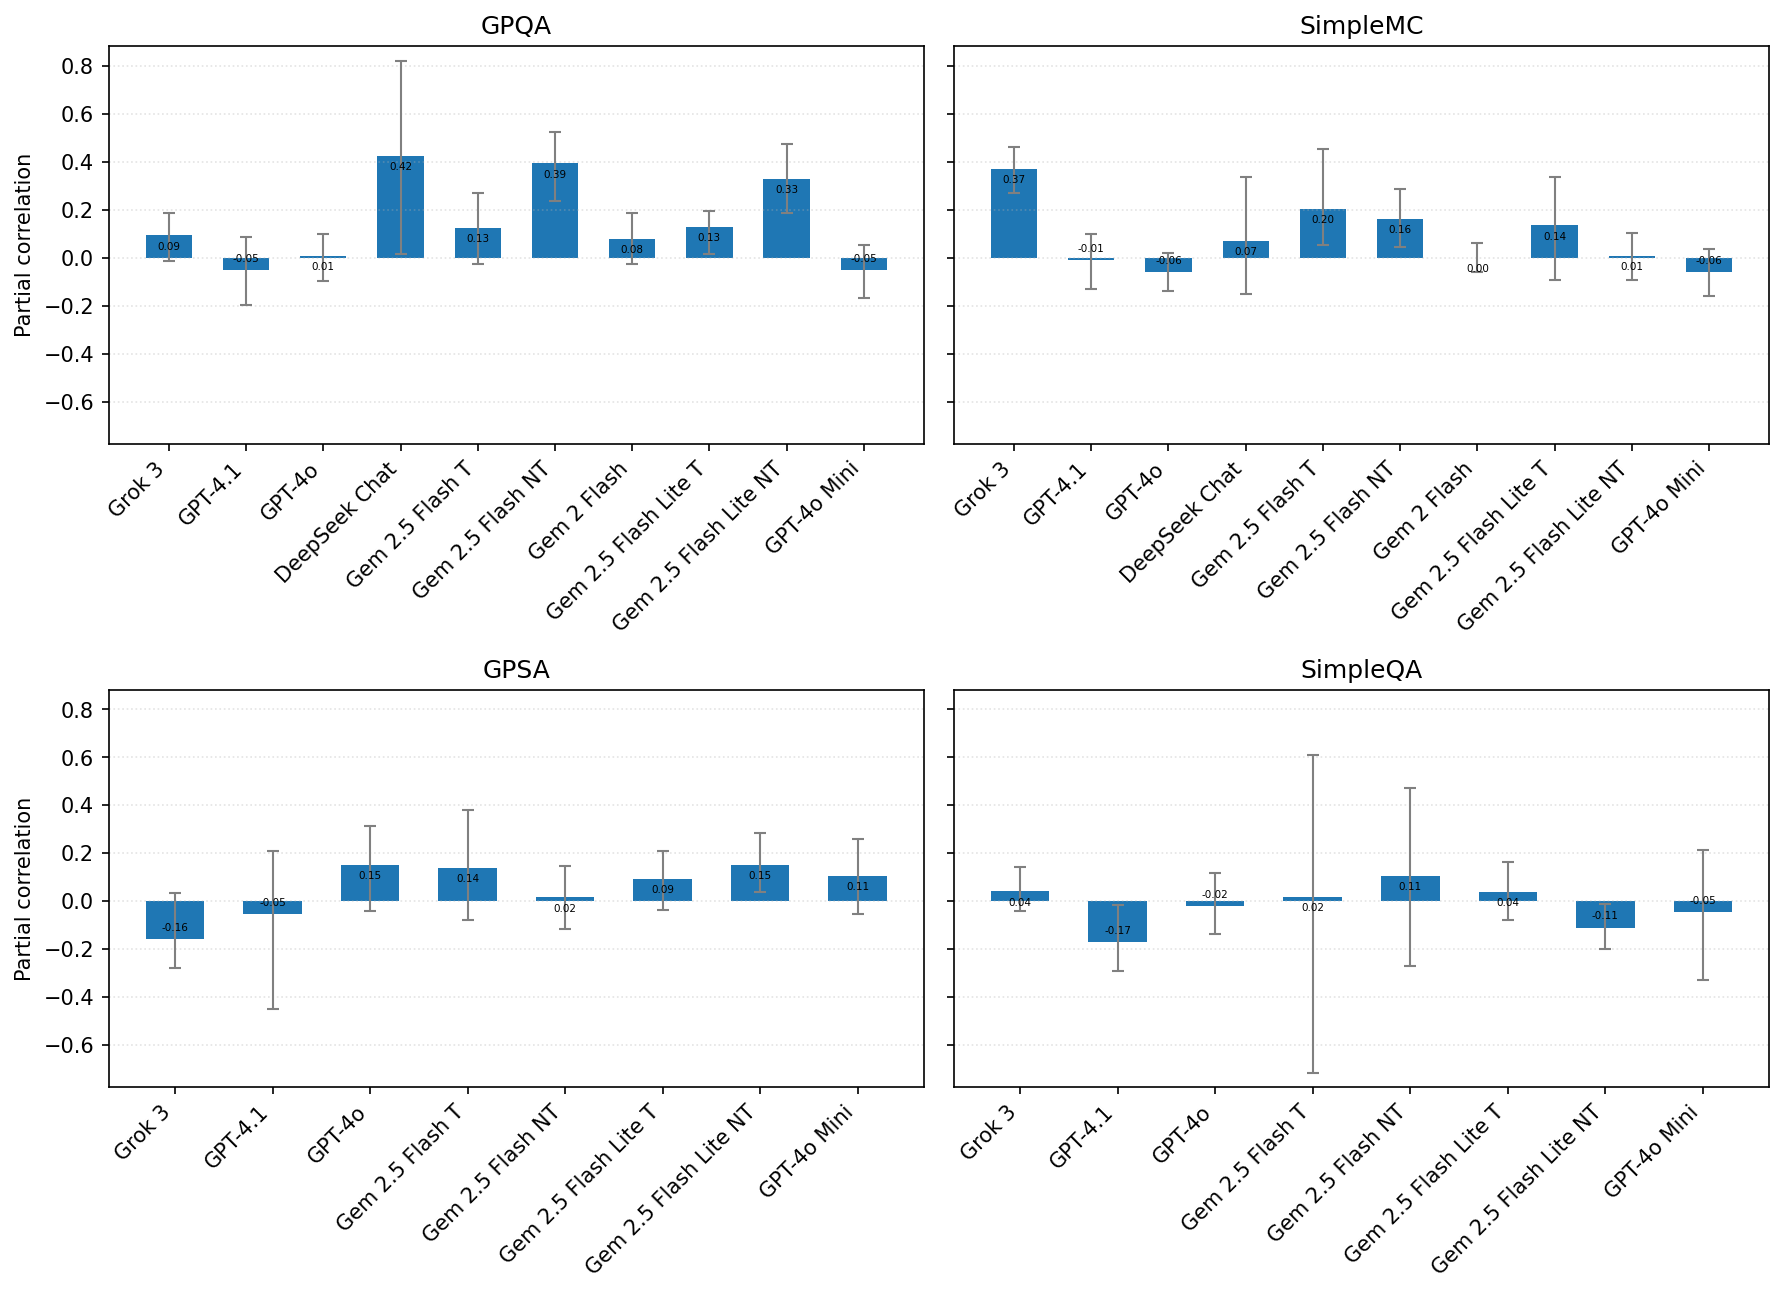 GPQA
Partial correlation
0.8
0.6
0.4
0.2
0.0
−0.2
−0.4
−0.6
0.09
-0.05
0.01
0.42
0.13
0.39
0.08
0.13
0.33
-0.05
Grok 3
GPT-4.1
GPT-4o
DeepSeek Chat
Gem 2.5 Flash T
Gem 2.5 Flash NT
Gem 2 Flash
Gem 2.5 Flash Lite T
Gem 2.5 Flash Lite NT
GPT-4o Mini
SimpleMC
0.37
-0.01
-0.06
0.07
0.20
0.16
0.00
0.14
0.01
-0.06
Grok 3
GPT-4.1
GPT-4o
DeepSeek Chat
Gem 2.5 Flash T
Gem 2.5 Flash NT
Gem 2 Flash
Gem 2.5 Flash Lite T
Gem 2.5 Flash Lite NT
GPT-4o Mini
GPSA
Partial correlation
0.8
0.6
0.4
0.2
0.0
−0.2
−0.4
−0.6
-0.16
-0.05
0.15
0.14
0.02
0.09
0.15
0.11
Grok 3
GPT-4.1
GPT-4o
Gem 2.5 Flash T
Gem 2.5 Flash NT
Gem 2.5 Flash Lite T
Gem 2.5 Flash Lite NT
GPT-4o Mini
SimpleQA
0.04
-0.17
-0.02
0.02
0.11
0.04
-0.11
-0.05
Grok 3
GPT-4.1
GPT-4o
Gem 2.5 Flash T
Gem 2.5 Flash NT
Gem 2.5 Flash Lite T
Gem 2.5 Flash Lite NT
GPT-4o Mini